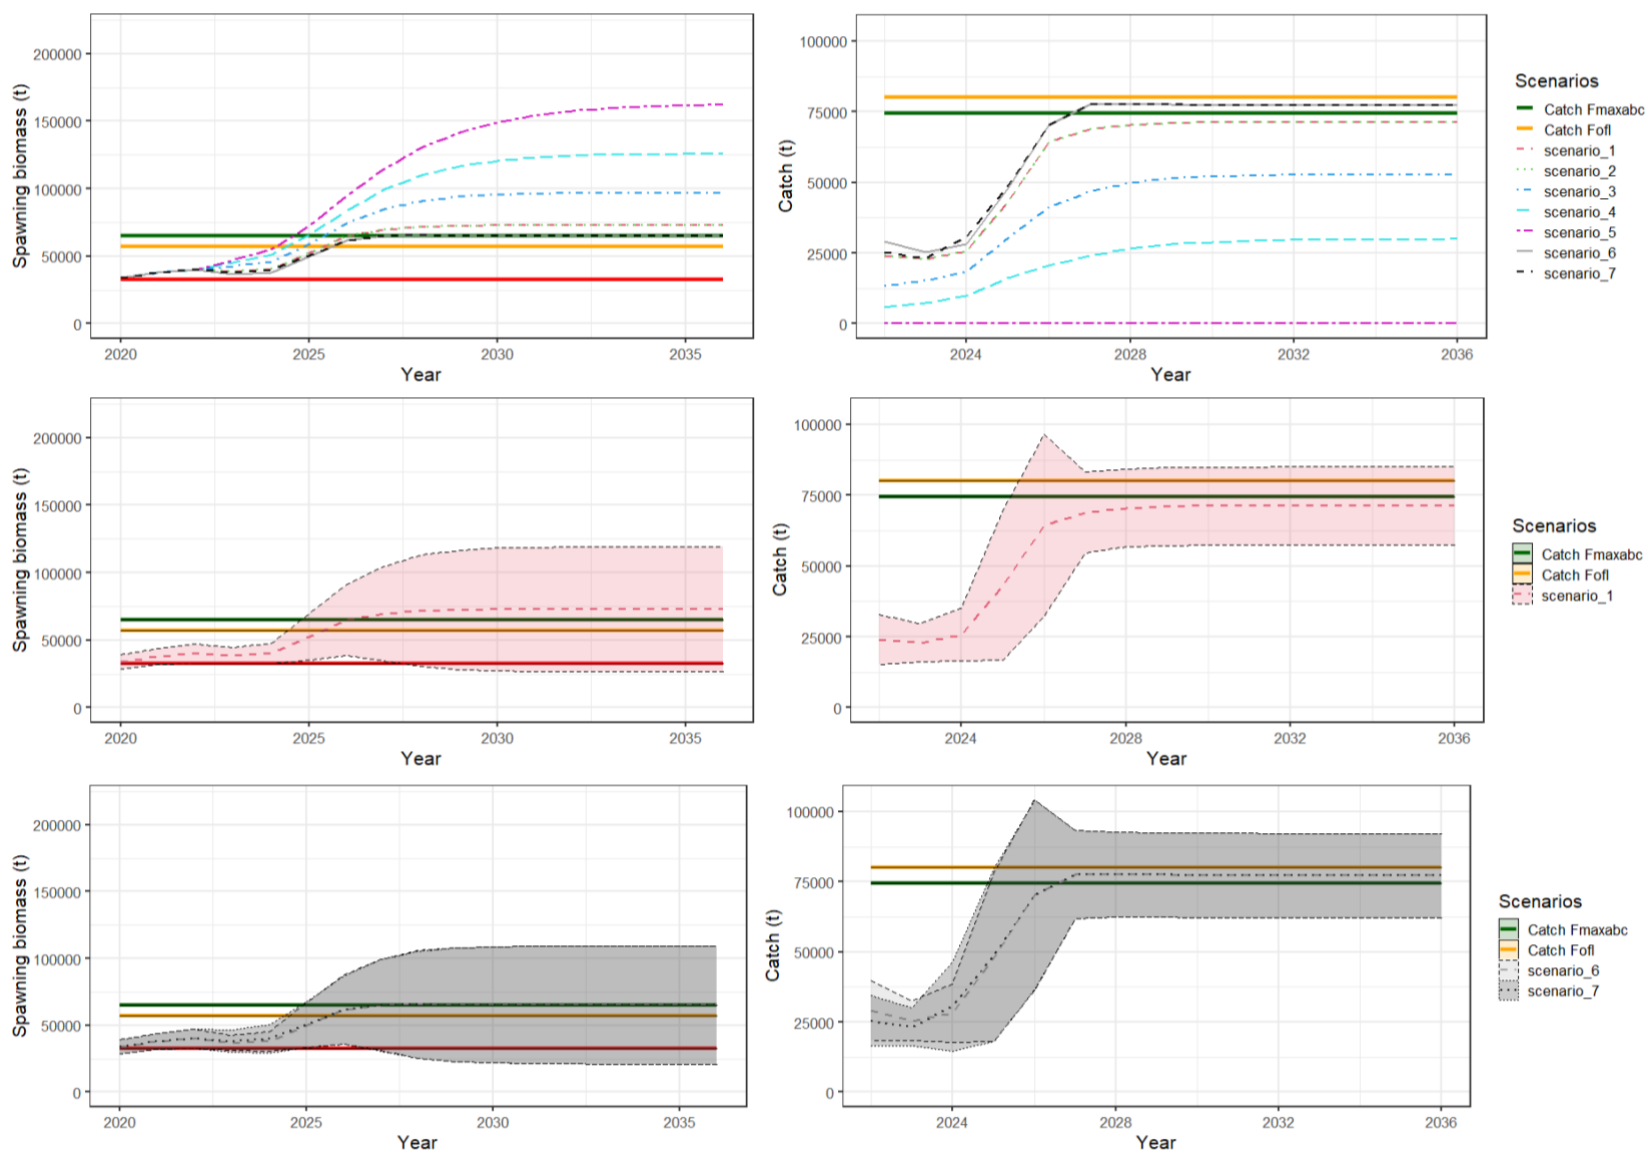 200000
150000
100000
50000
0
Spawning biomass (t)
2020
2025
2030
2035
Year
100000
75000
50000
25000
0
Catch (t)
2024
2028
2032
2036
Year
Scenarios
Catch Fmaxabc
Catch Fofl
scenario_1
scenario_2
scenario_3
scenario_4
scenario_5
scenario_6
scenario_7
200000
150000
100000
50000
0
Spawning biomass (t)
2020
2025
2030
2035
Year
100000
75000
50000
25000
0
Catch (t)
2024
2028
2032
2036
Year
Scenarios
Catch Fmaxabc
Catch Fofl
scenario_1
200000
150000
100000
50000
0
Spawning biomass (t)
2020
2025
2030
2035
Year
100000
75000
50000
25000
0
Catch (t)
2024
2028
2032
2036
Year
Scenarios
Catch Fmaxabc
Catch Fofl
scenario_6
scenario_7